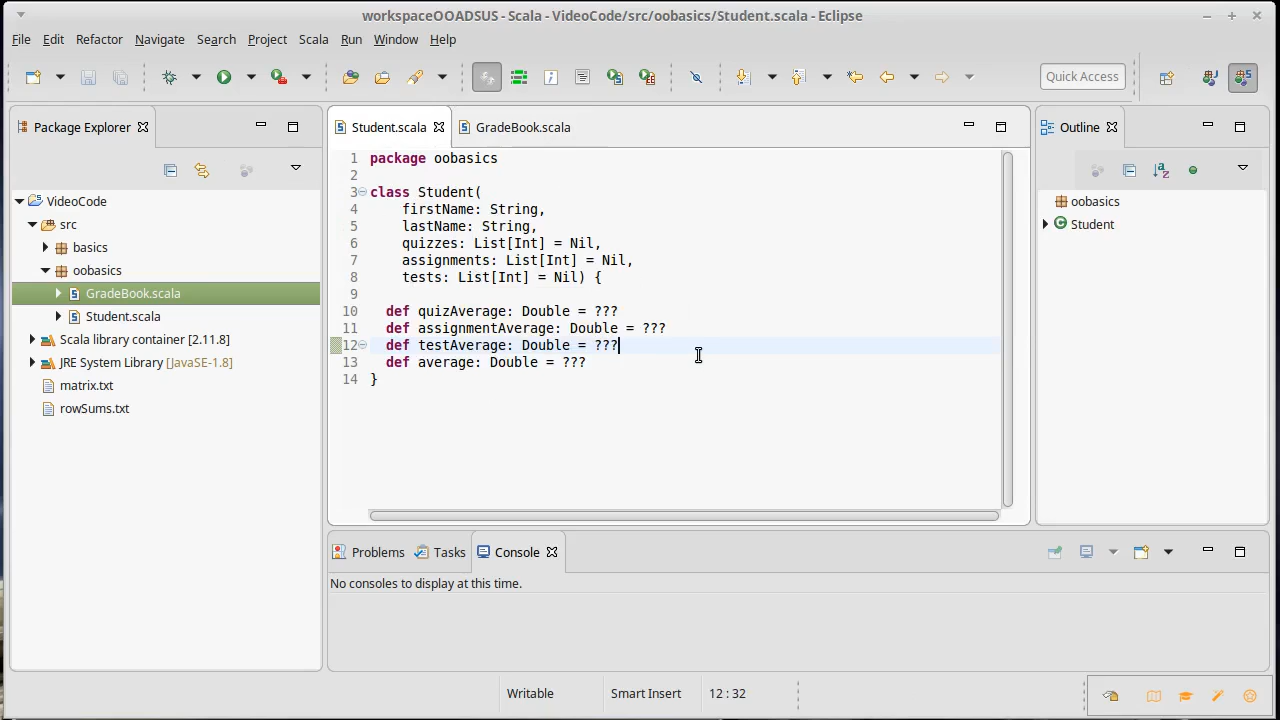 workspaceOOADSUS - Scala - VideoCode/src/oobasics/Student.scala - Eclipse
File Edit Refactor Navigate Search Project Scala Run Window Help
Quick Access
Package Explorer
Student.scala
GradeBook.scala
Outline
VideoCode
src
basics
oobasics
GradeBook.scala
Student.scala
Scala library container [2.11.8]
JRE System Library [JavaSE-1.8]
matrix.txt
rowSums.txt
1 package oobasics
2
3 class Student(
4 firstName: String,
5 lastName: String,
6 quizzes: List[Int] = Nil,
7 assignments: List[Int] = Nil,
8 tests: List[Int] = Nil) {
9
10 def quizAverage: Double = ???
11 def assignmentAverage: Double = ???
12 def testAverage: Double = ???
13 def average: Double = ???
14 }
oobasics
Student
Problems Tasks Console
No consoles to display at this time.
Writable Smart Insert 12 : 32